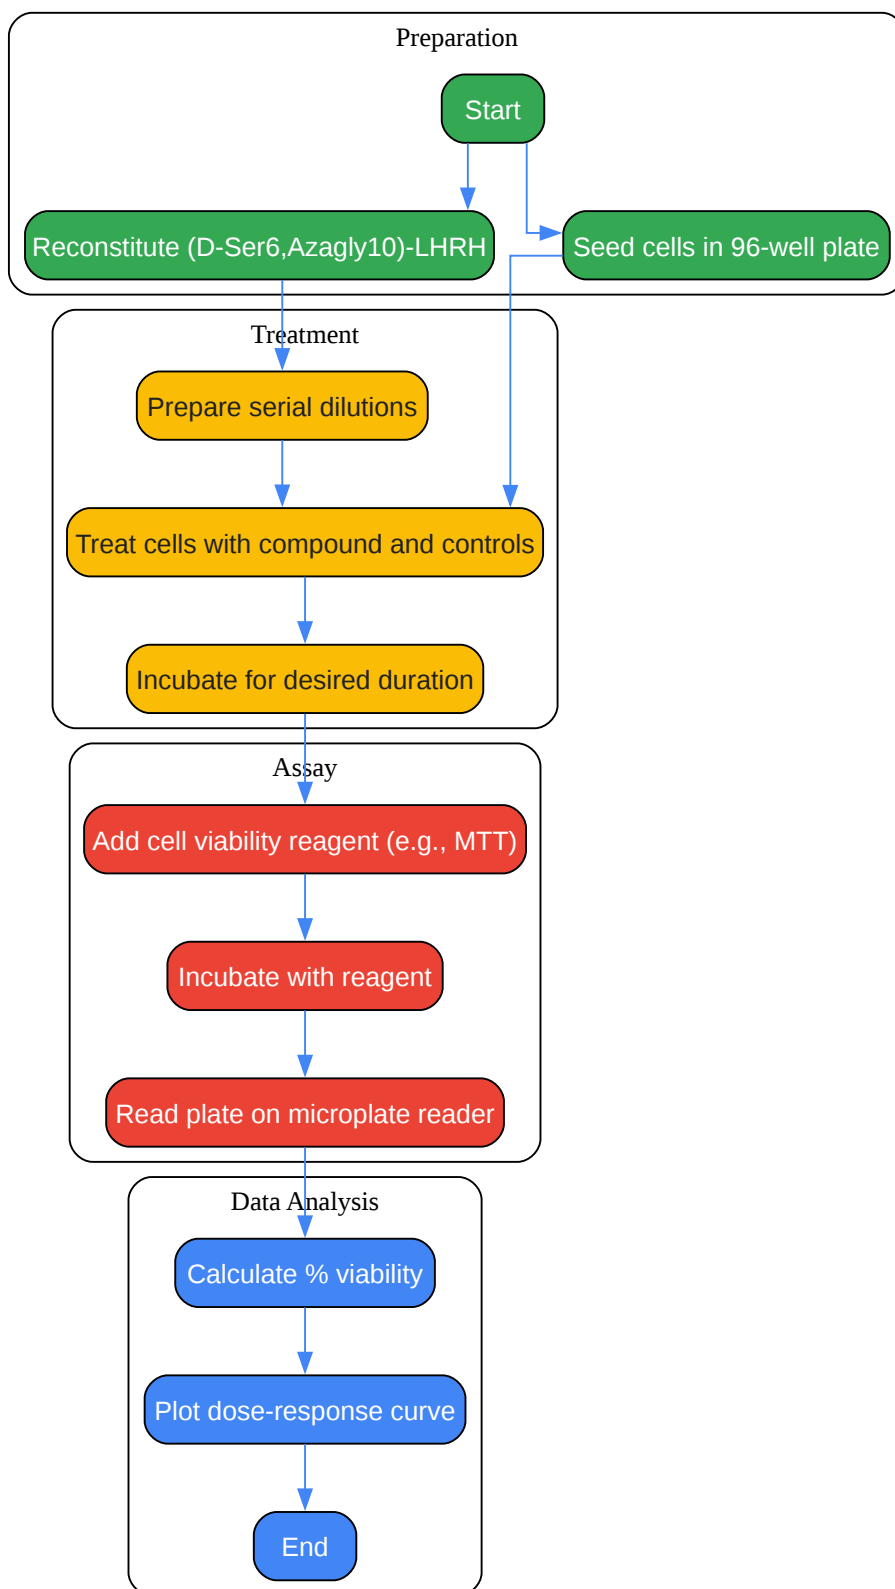 Preparation
Start
Reconstitute (D-Ser6,Azagly10)-LHRH
Seed cells in 96-well plate
Treatment
Prepare serial dilutions
Treat cells with compound and controls
Incubate for desired duration
Assay
Add cell viability reagent (e.g., MTT)
Incubate with reagent
Read plate on microplate reader
Data Analysis
Calculate % viability
Plot dose-response curve
End